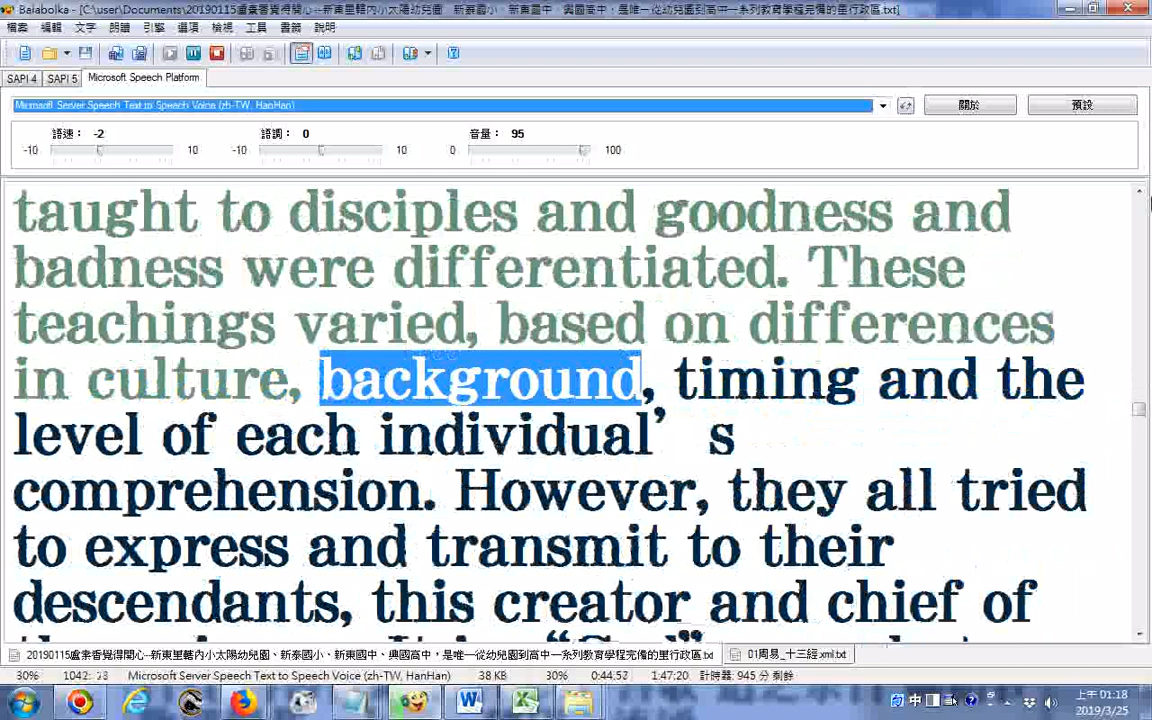 Balabolka - [C:\user\Documents\20190115盧彖香覺得開心--新東里轄內小太陽幼兒園、新泰國小、新東國中、興國高中，是唯一從幼兒園到高中一系列教育學程完備的里行政區.txt]
檔案 編輯 文字 朗讀 引擎 選項 檢視 工具 書籤 說明
SAPI 4 SAPI 5 Microsoft Speech Platform
Microsoft Server Speech Text to Speech Voice (zh-TW, HanHan) 關於 預設
語速： -2 語調： 0 音量： 95
-10 10 -10 10 0 100
taught to disciples and goodness and
badness were differentiated. These
teachings varied, based on differences
in culture, background, timing and the
level of each individual’ s
comprehension. However, they all tried
to express and transmit to their
descendants, this creator and chief of
20190115盧彖香覺得開心--新東里轄內小太陽幼兒園、新泰國小、新東國中、興國高中，是唯一從幼兒園到高中一系列教育學程完備的里行政區.txt 01周易_十三經.xml.txt
30% 1042: 33 Microsoft Server Speech Text to Speech Voice (zh-TW, HanHan) 38 KB 30% 0:44:53 1:47:20 計時器: 945 分 剩餘
中 上午 01:18
2019/3/25